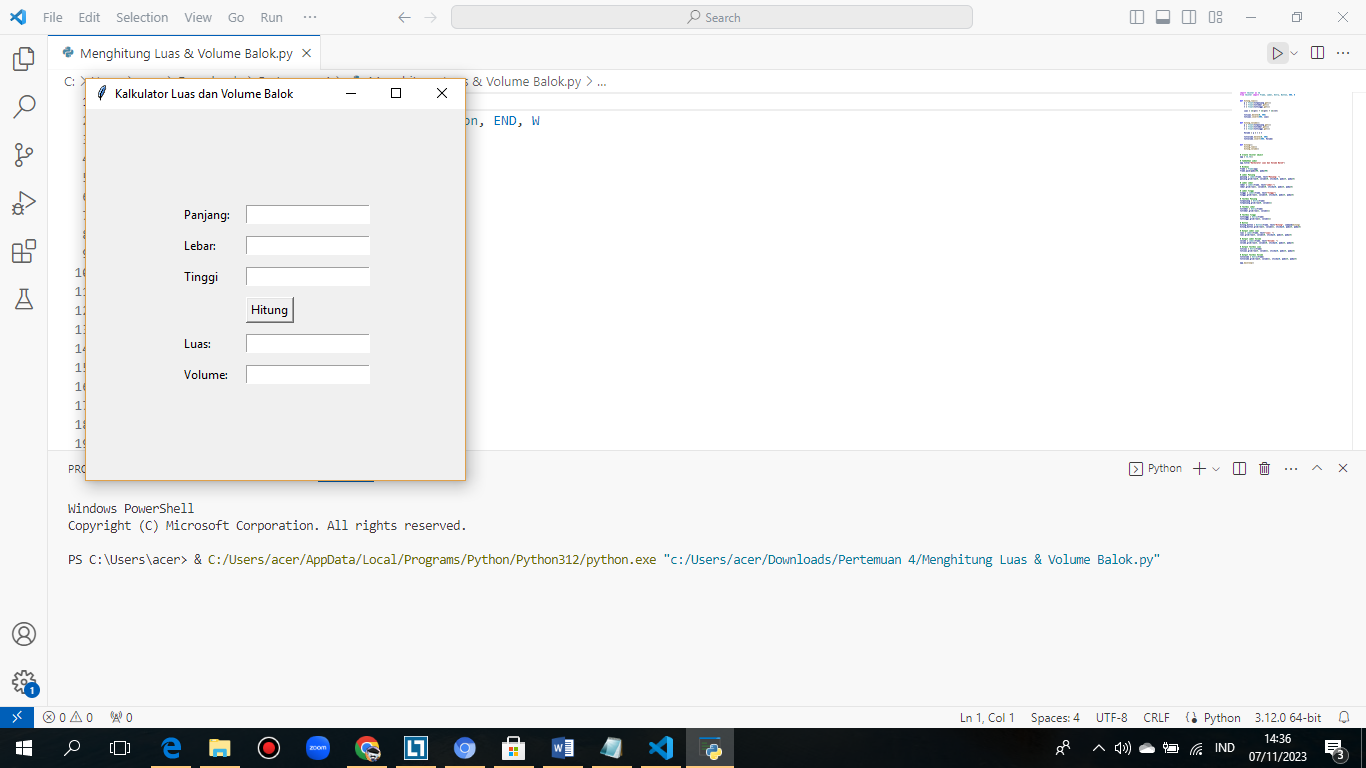 File Edit Selection View Go Run ···
Search
Menghitung Luas & Volume Balok.py
& Volume Balok.py > ...
Kalkulator Luas dan Volume Balok
on, END, W
Panjang:
Lebar:
Tinggi
Hitung
Luas:
Volume:
10
11
12
13
14
15
16
17
18
19
Python
Windows PowerShell
Copyright (C) Microsoft Corporation. All rights reserved.
PS C:\Users\acer> & C:/Users/acer/AppData/Local/Programs/Python/Python312/python.exe "c:/Users/acer/Downloads/Pertemuan 4/Menghitung Luas & Volume Balok.py"
1
0 0 0 Ln 1, Col 1 Spaces: 4 UTF-8 CRLF Python 3.12.0 64-bit
zoom IND 14:36
07/11/2023 3